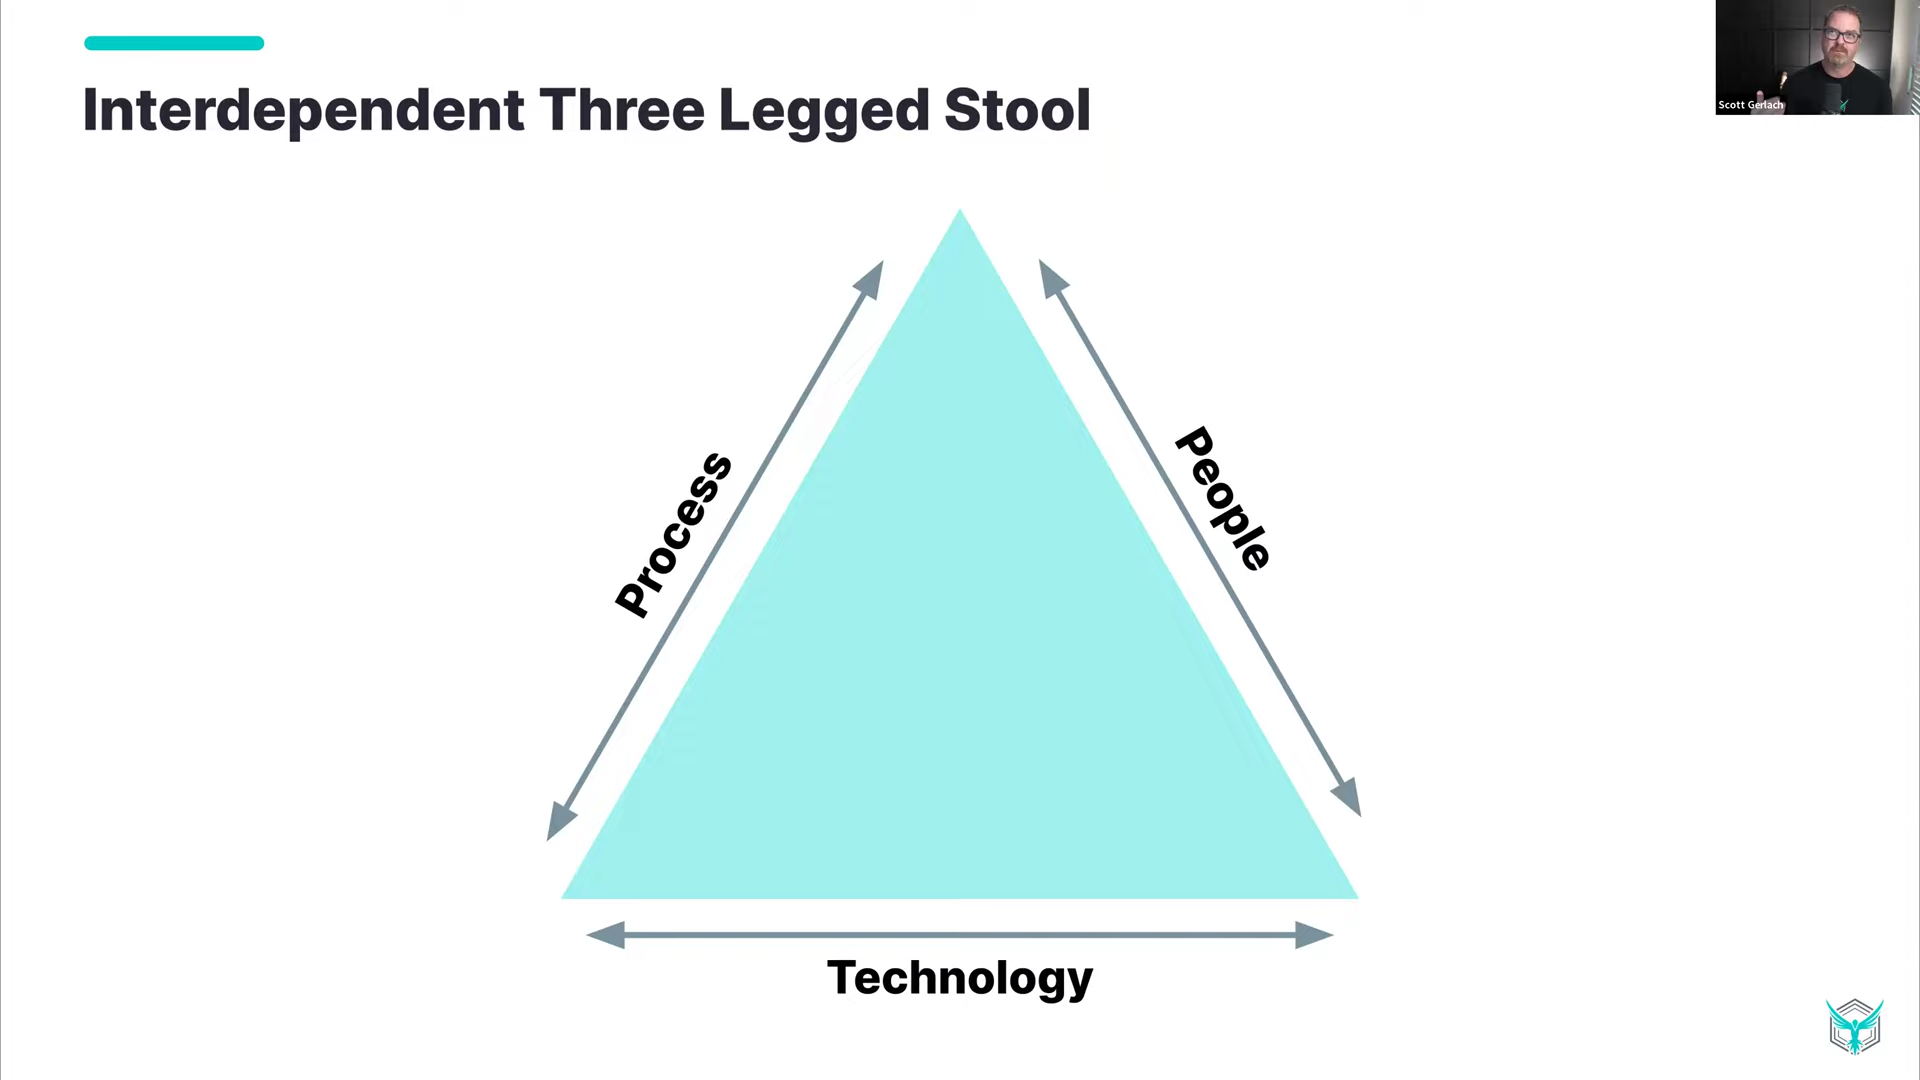 Interdependent Three Legged Stool
Scott Gerlach
Process
People
Technology